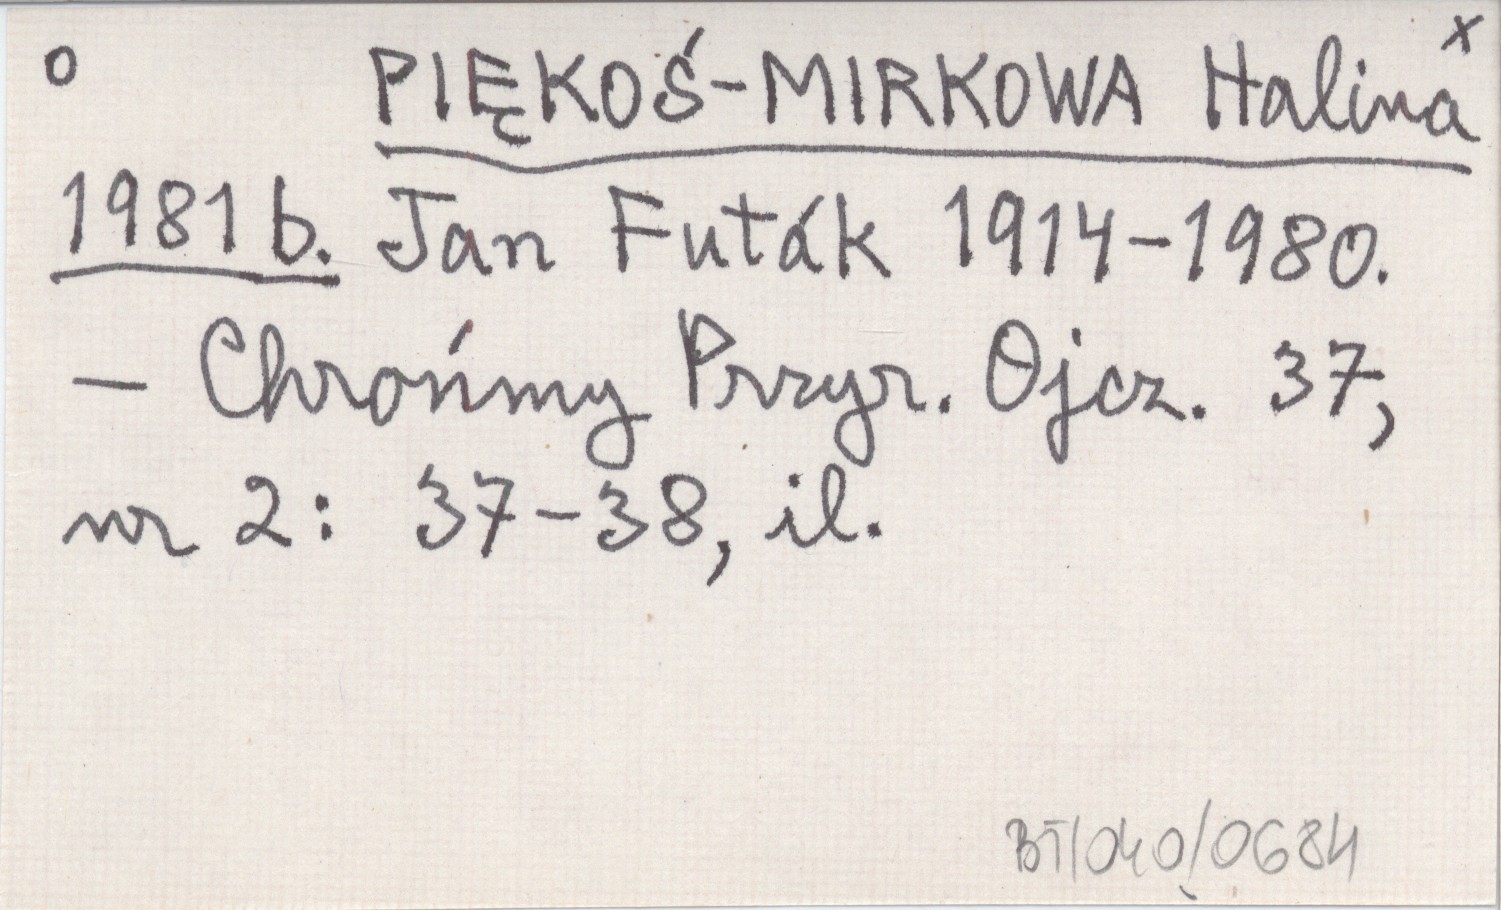 o PIĘKOŚ-MIRKOWA Halina x
1981 b. Jan Futák 1914-1980.
- Chrońmy Przyr. Ojcz. 37,
nr 2: 37-38, il.
BT/040/0684